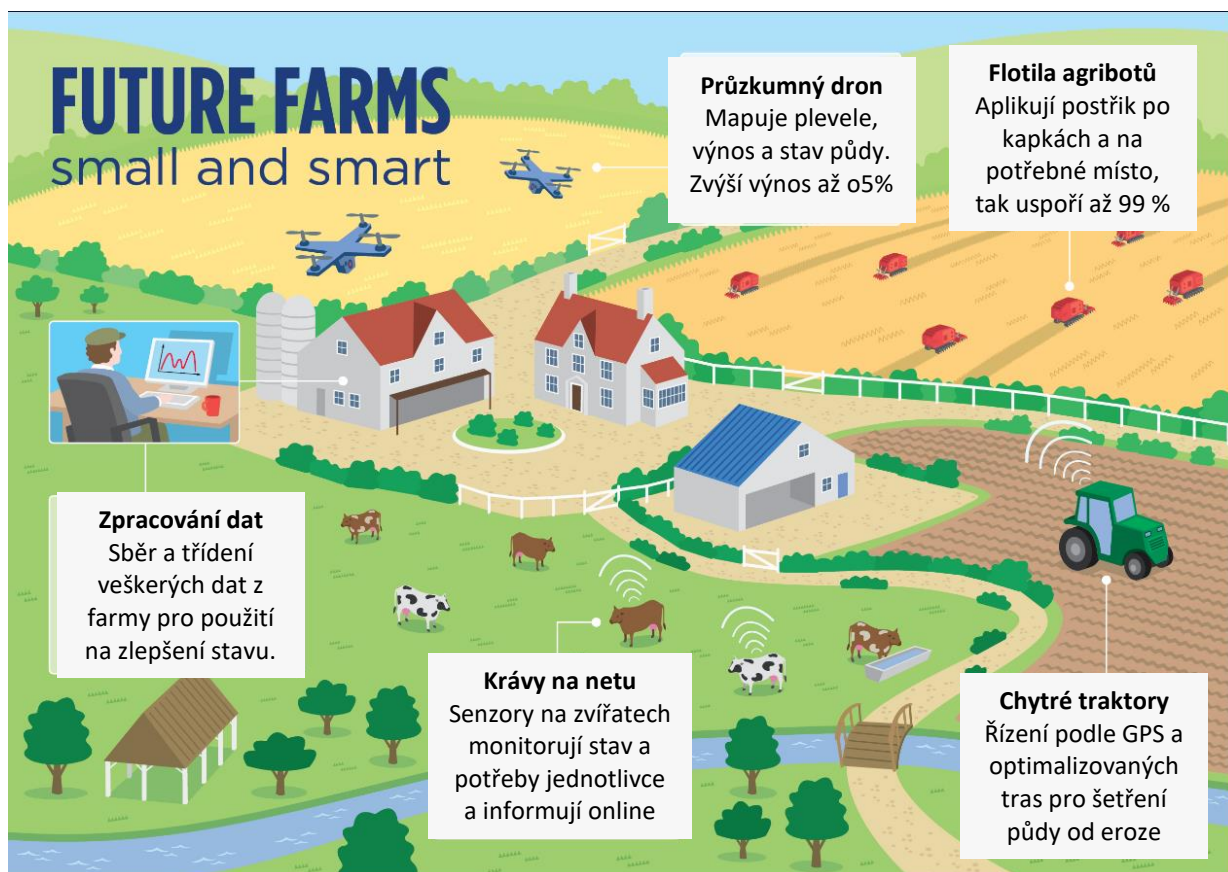 FUTURE FARMS
small and smart
Průzkumný dron
Mapuje plevele,
výnos a stav půdy.
Zvýší výnos až o5%
Flotila agribotů
Aplikují postřik po
kapkách a na
potřebné místo,
tak uspoří až 99 %
Zpracování dat
Sběr a třídení
veškerých dat z
farmy pro použití
na zlepšení stavu.
Krávy na netu
Senzory na zvířatech
monitorují stav a
potřeby jednotlivce
a informují online
Chytré traktory
Řízení podle GPS a
optimalizovaných
tras pro šetření
půdy od eroze